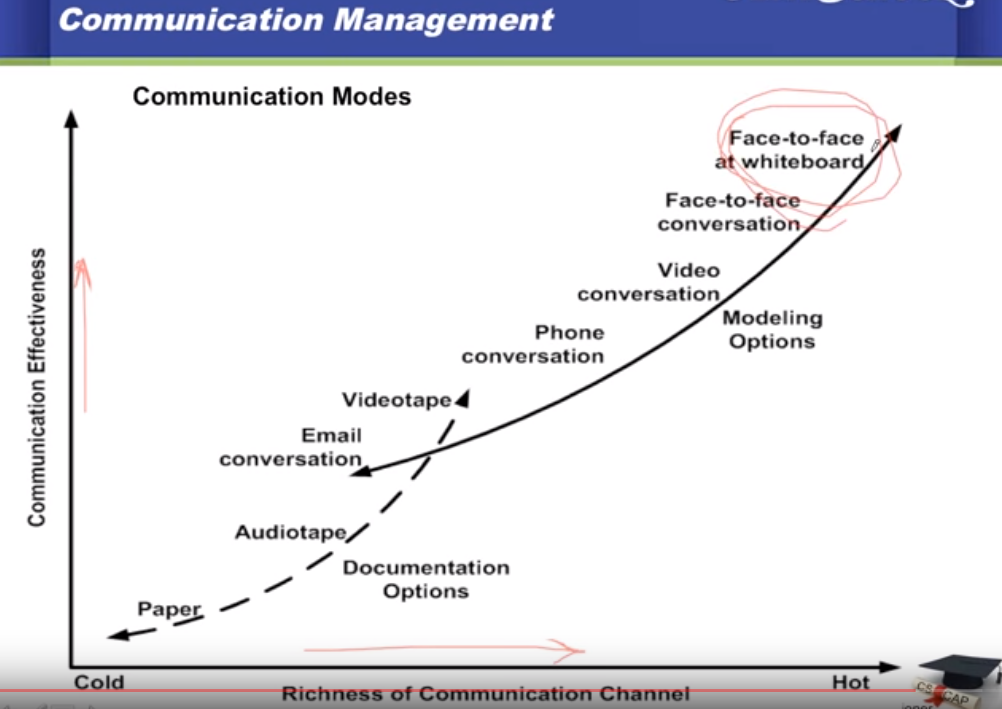 Communication Management
Communication Modes
Face-to-face
at whiteboard
Face-to-face
conversation
Video
conversation
Modeling
Options
Phone
conversation
Videotape
Email
conversation
Audiotape
Documentation
Options
Paper
Communication Effectiveness
Cold
Hot
Richness of Communication Channel
CAP